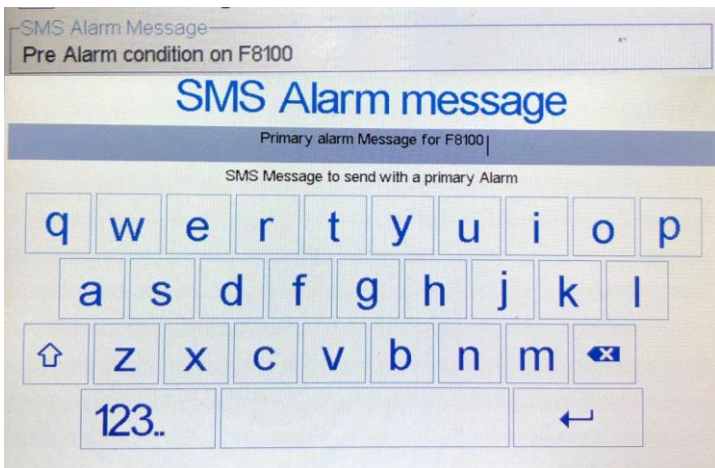 SMS Alarm Message
Pre Alarm condition on F8100
SMS Alarm message
Primary alarm Message for F8100
SMS Message to send with a primary Alarm
q w e r t y u i o p
a s d f g h j k l
z x c v b n m
123..